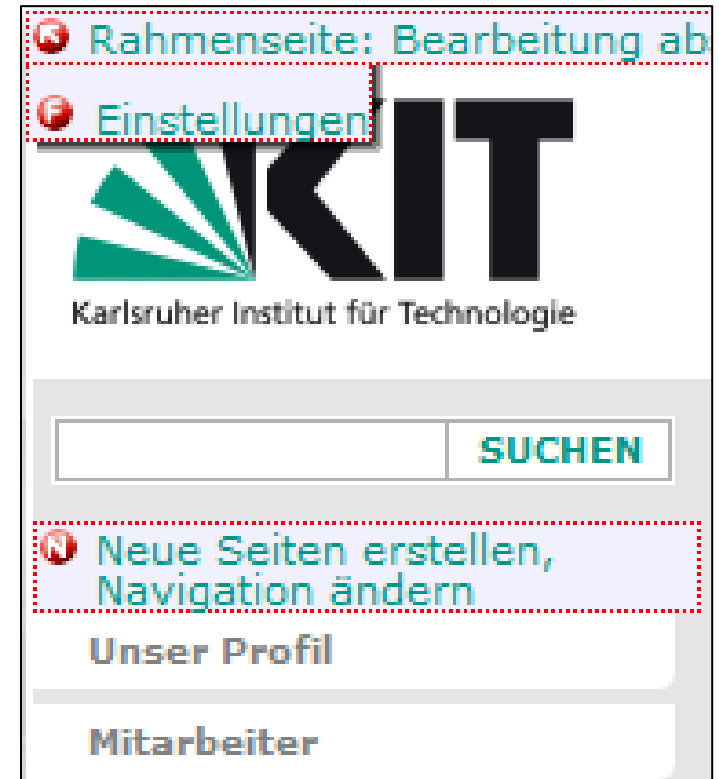 Rahmenseite: Bearbeitung ab
F Einstellungen
KIT
Karlsruher Institut für Technologie
SUCHEN
N Neue Seiten erstellen,
Navigation ändern
Unser Profil
Mitarbeiter